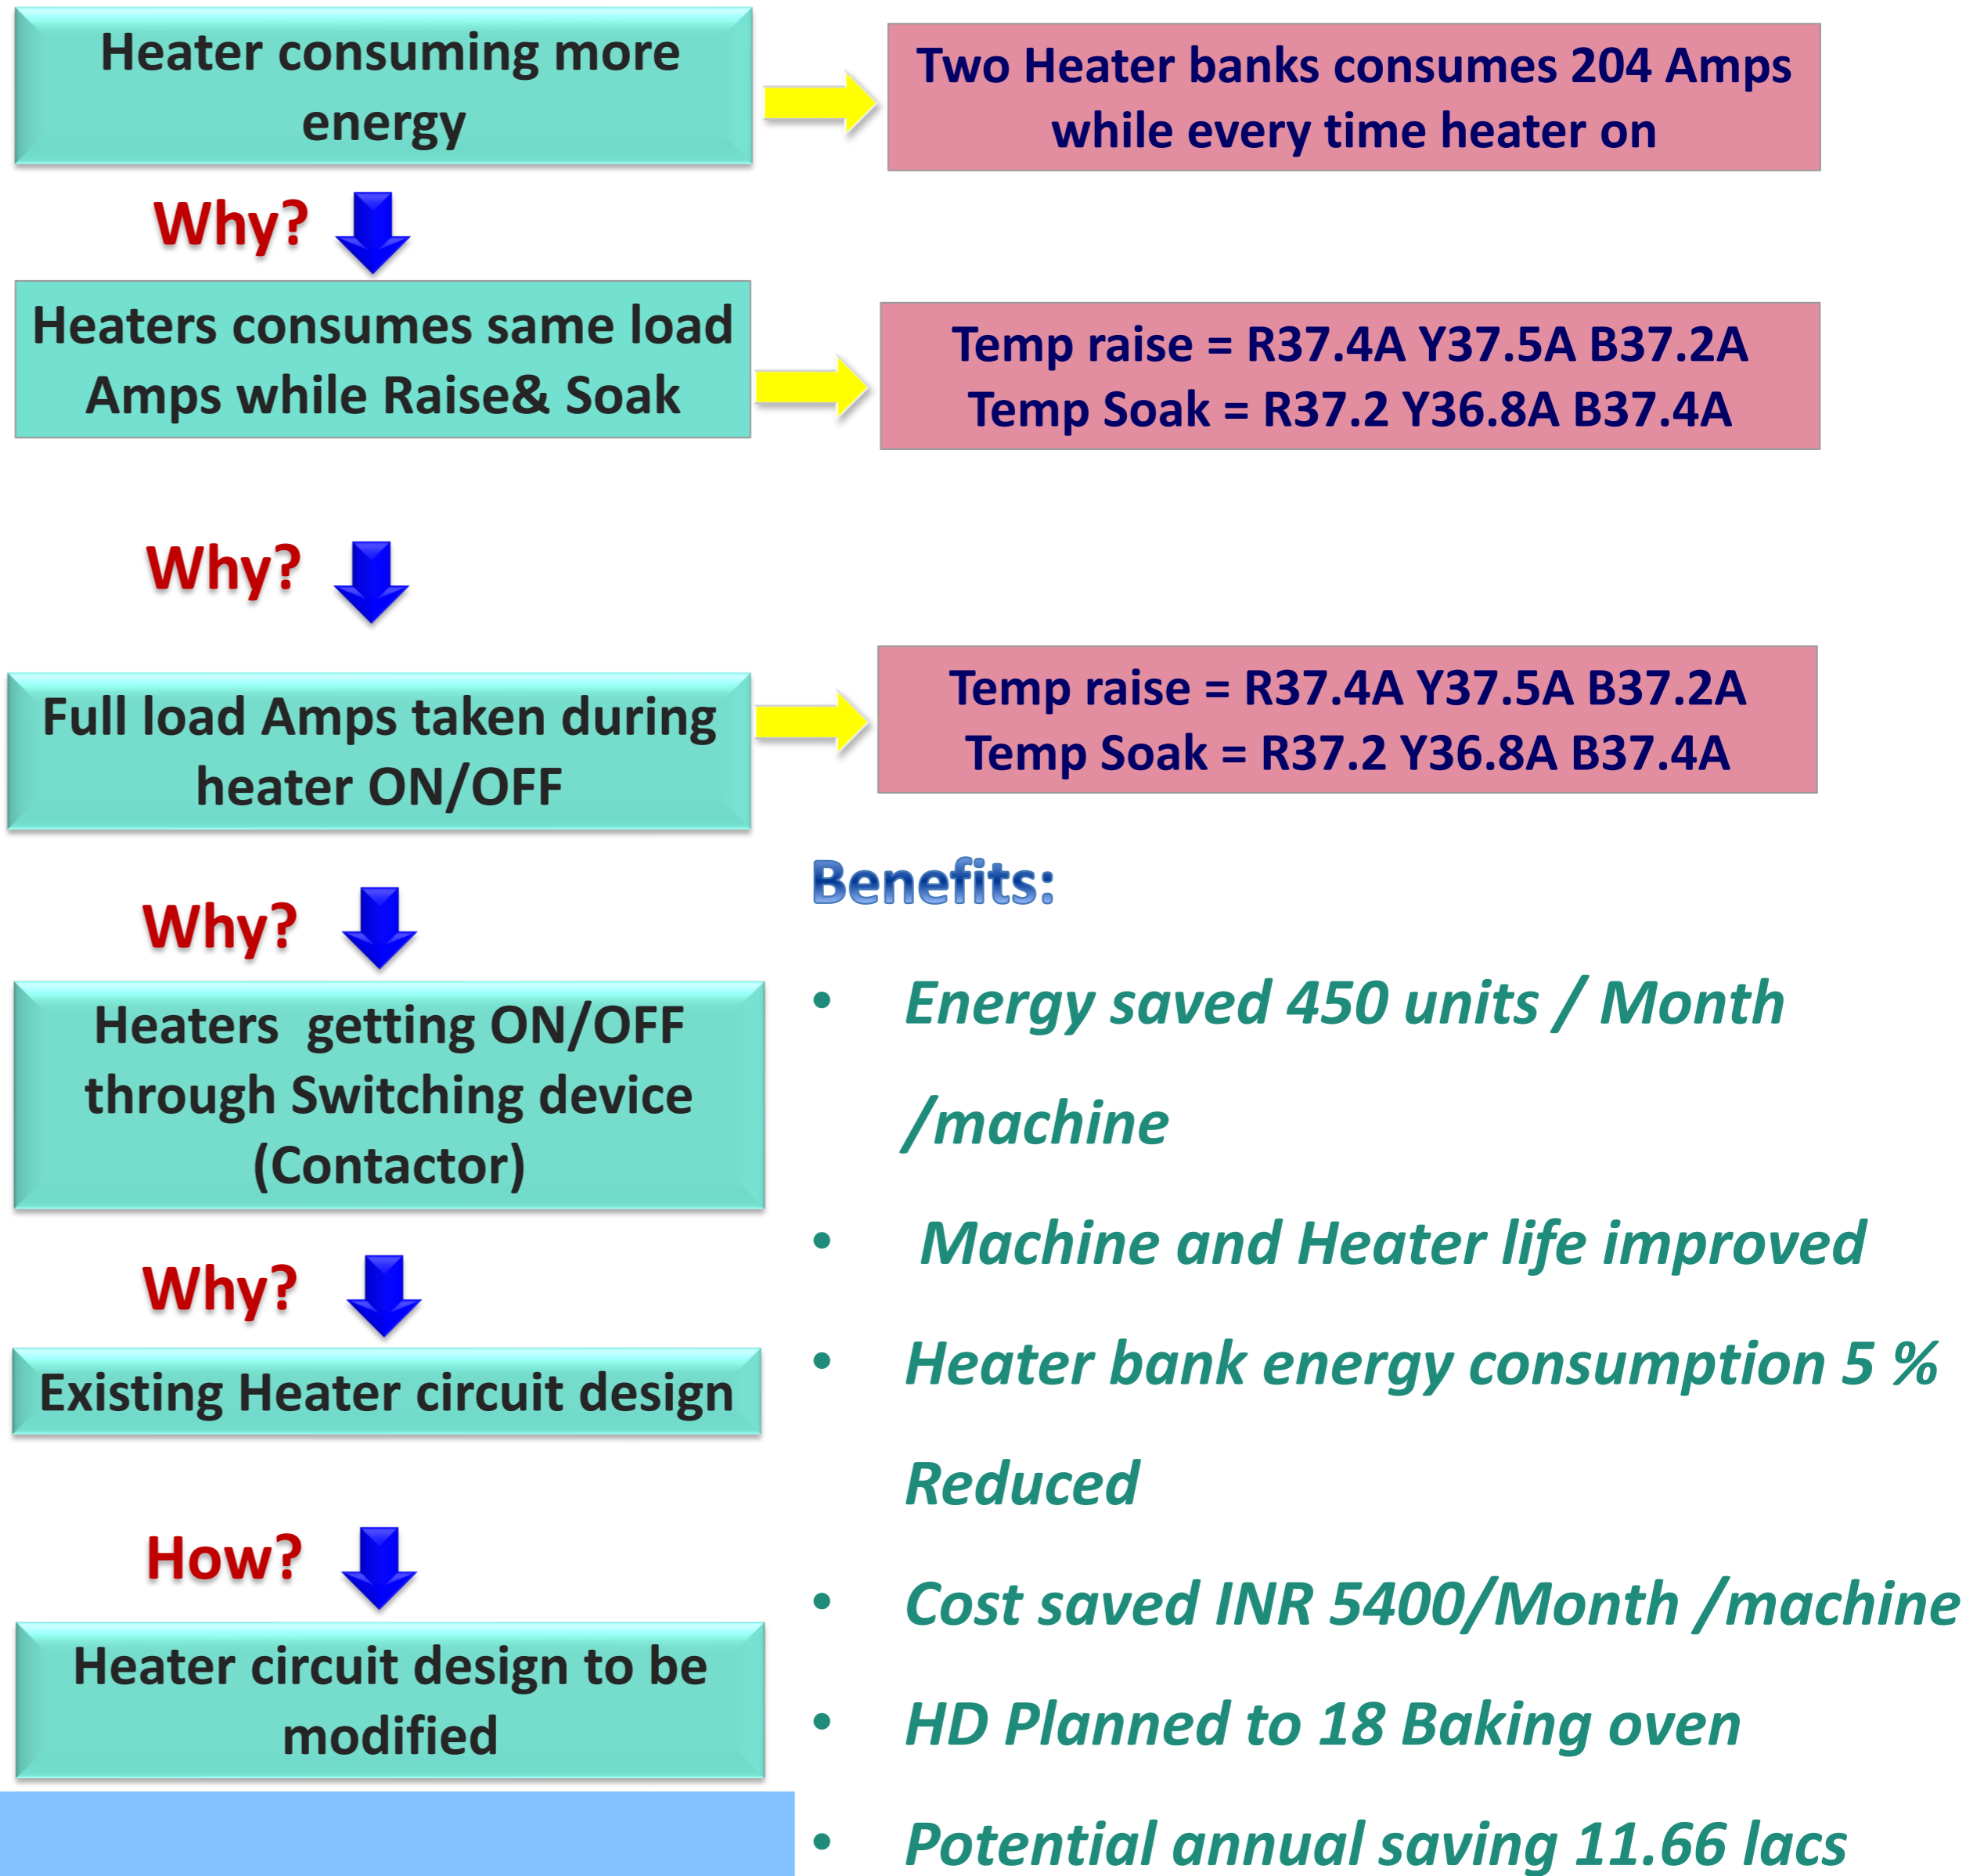 Heater consuming more
energy
Two Heater banks consumes 204 Amps
while every time heater on
Why?
Heaters consumes same load
Amps while Raise& Soak
Temp raise = R37.4A Y37.5A B37.2A
Temp Soak = R37.2 Y36.8A B37.4A
Why?
Full load Amps taken during
heater ON/OFF
Temp raise = R37.4A Y37.5A B37.2A
Temp Soak = R37.2 Y36.8A B37.4A
Why?
Heaters getting ON/OFF
through Switching device
(Contactor)
Why?
Existing Heater circuit design
How?
Heater circuit design to be
modified
Benefits:
• Energy saved 450 units / Month
/machine
• Machine and Heater life improved
• Heater bank energy consumption 5 %
Reduced
• Cost saved INR 5400/Month /machine
• HD Planned to 18 Baking oven
• Potential annual saving 11.66 lacs